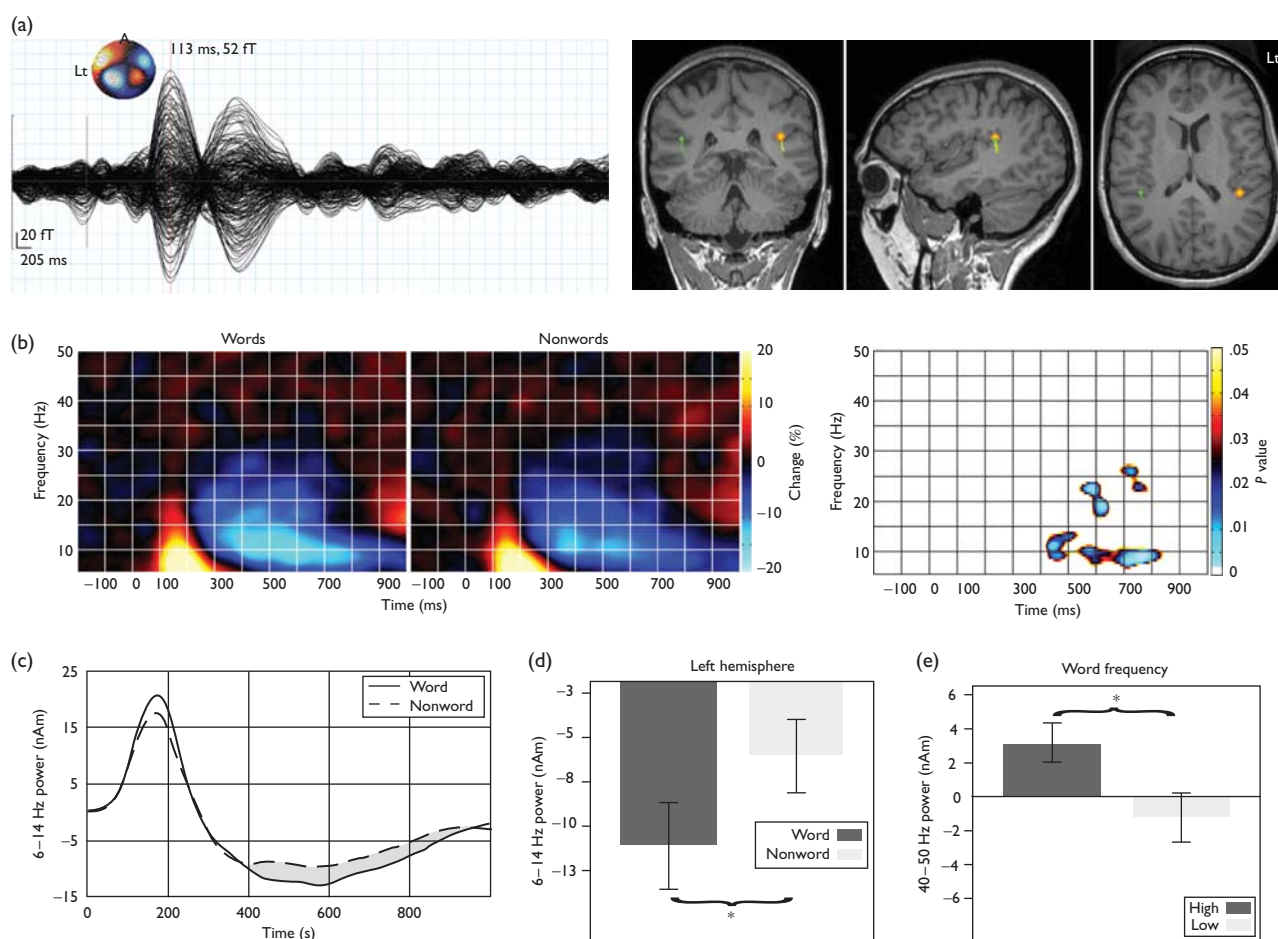 (a)
A
Lt
113 ms, 52 fT
20 fT
205 ms
Lt
(b)
Words
Nonwords
Frequency (Hz)
50
40
30
20
10
−100 0 100 300 500 700 900
−100 0 100 300 500 700 900
Time (ms)
20
10
0
−10
−20
Change (%)
Frequency (Hz)
50
40
30
20
10
-100 0 100 300 500 700 900
Time (ms)
.05
.04
.03
.02
.01
0
P value
(c)
6−14 Hz power (nAm)
25
15
5
−5
−15
0 200 400 600 800
Time (s)
Word
Nonword
(d)
Left hemisphere
6−14 Hz power (nAm)
−3
−5
−8
−10
−13
Word
Nonword
*
(e)
Word frequency
40−50 Hz power (nAm)
6
4
2
0
−2
−4
−6
*
High
Low